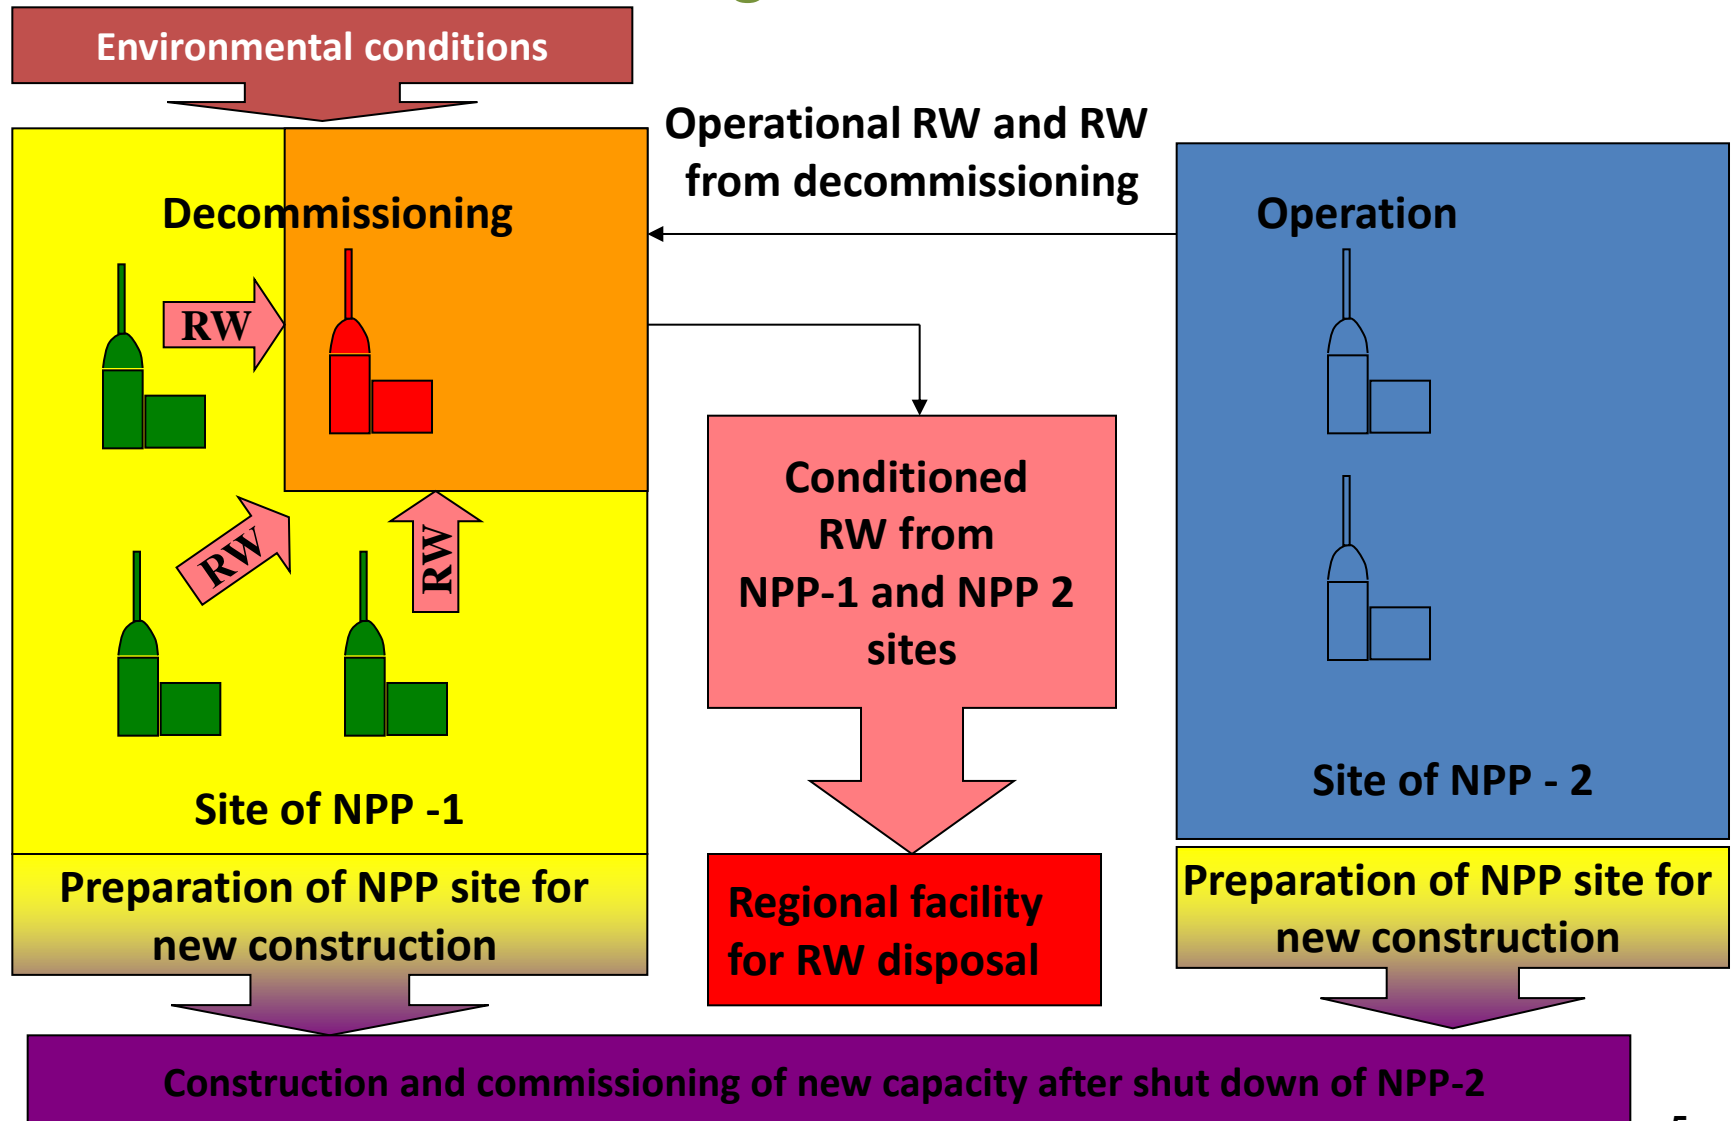 Environmental conditions
Operational RW and RW
from decommissioning
Decommissioning
Operation
RW
RW
RW
Conditioned
RW from
NPP-1 and NPP 2
sites
Site of NPP -1
Site of NPP - 2
Preparation of NPP site for
new construction
Regional facility
for RW disposal
Preparation of NPP site for
new construction
Construction and commissioning of new capacity after shut down of NPP-2